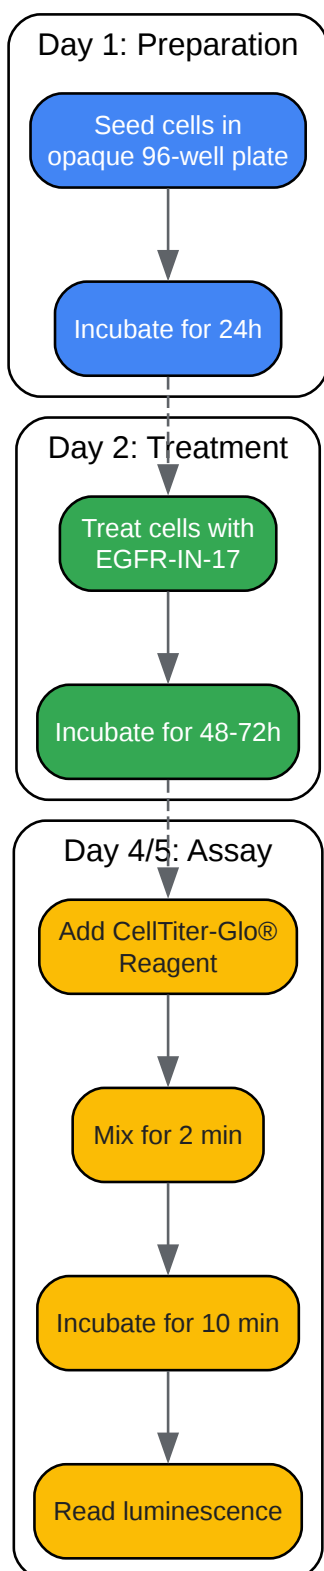 Day 1: Preparation
Seed cells in
opaque 96-well plate
Incubate for 24h
Day 2: Treatment
Treat cells with
EGFR-IN-17
Incubate for 48-72h
Day 4/5: Assay
Add CellTiter-Glo®
Reagent
Mix for 2 min
Incubate for 10 min
Read luminescence